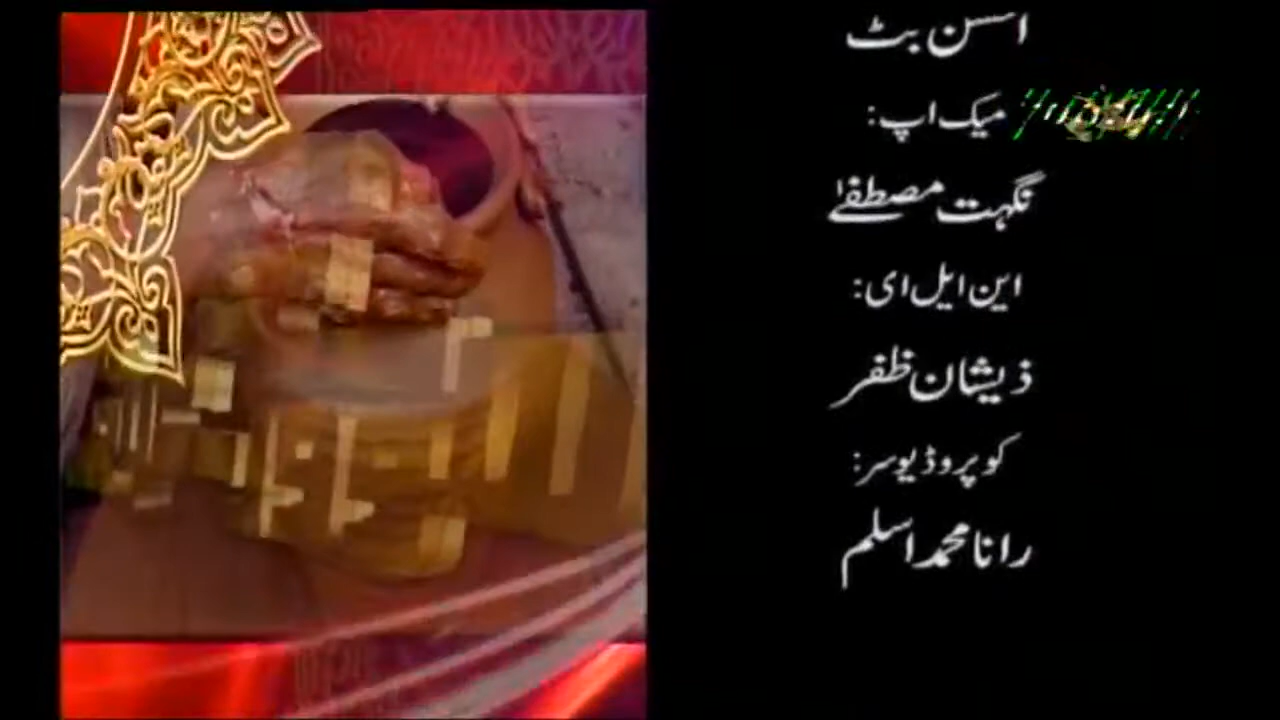 احسن بٹ
میک اپ:
نگہت مصطفےٰ
این ایل ای:
ذیشان ظفر
کو پروڈیوسر:
رانا محمد اسلم